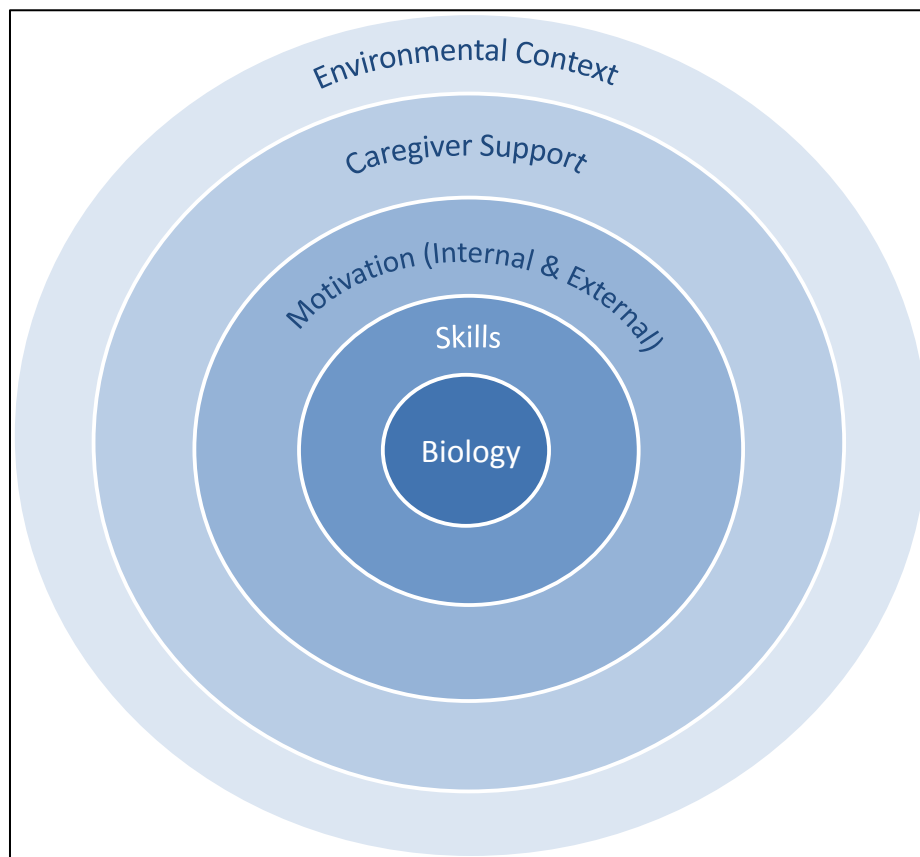 Environmental Context
Caregiver Support
Motivation (Internal & External)
Skills
Biology